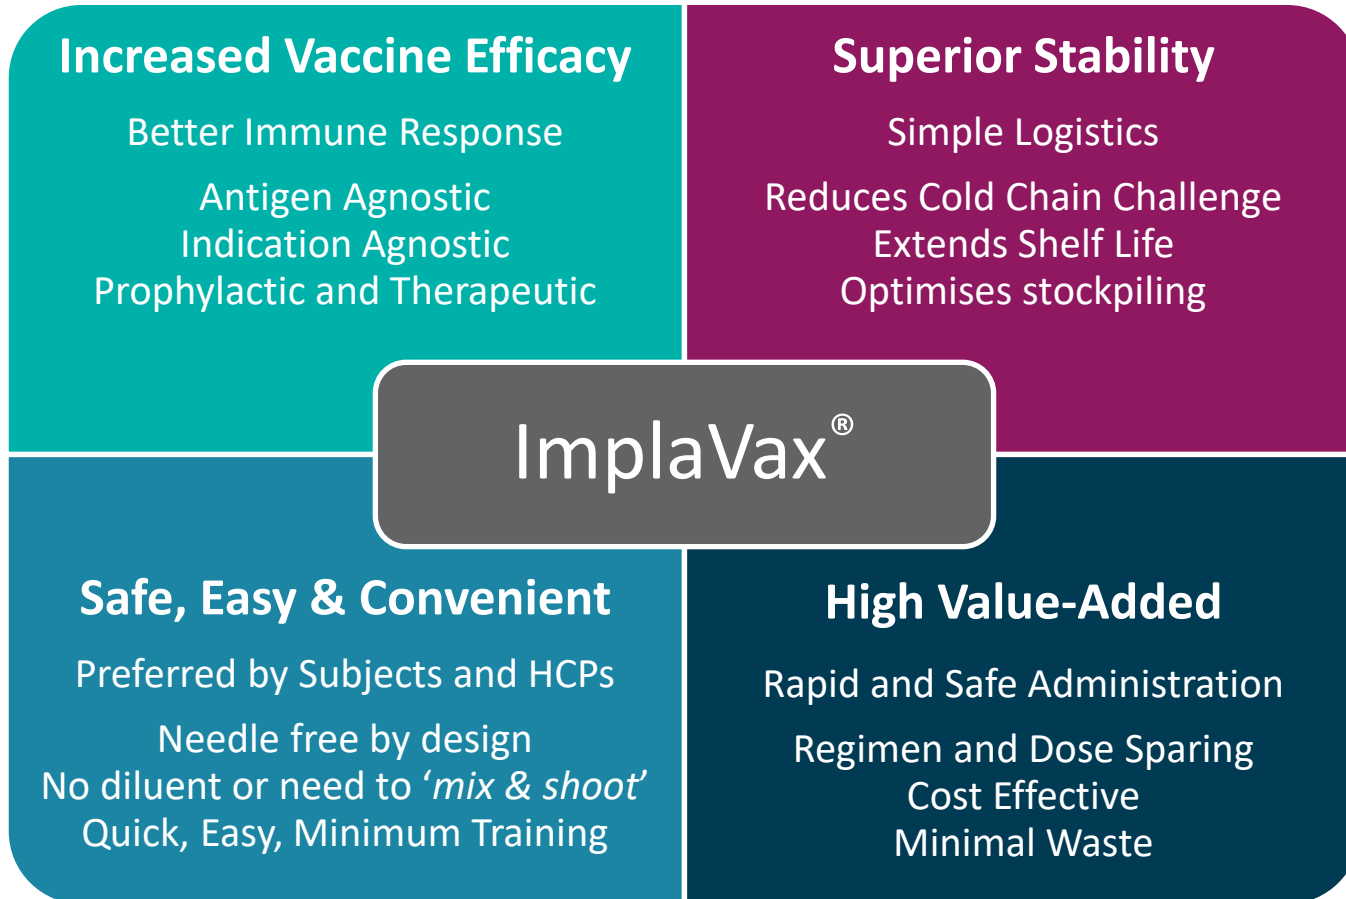 Increased Vaccine Efficacy
Better Immune Response
Antigen Agnostic
Indication Agnostic
Prophylactic and Therapeutic
Superior Stability
Simple Logistics
Reduces Cold Chain Challenge
Extends Shelf Life
Optimises stockpiling
ImplaVax®
Safe, Easy & Convenient
Preferred by Subjects and HCPs
Needle free by design
No diluent or need to ‘mix & shoot’
Quick, Easy, Minimum Training
High Value-Added
Rapid and Safe Administration
Regimen and Dose Sparing
Cost Effective
Minimal Waste